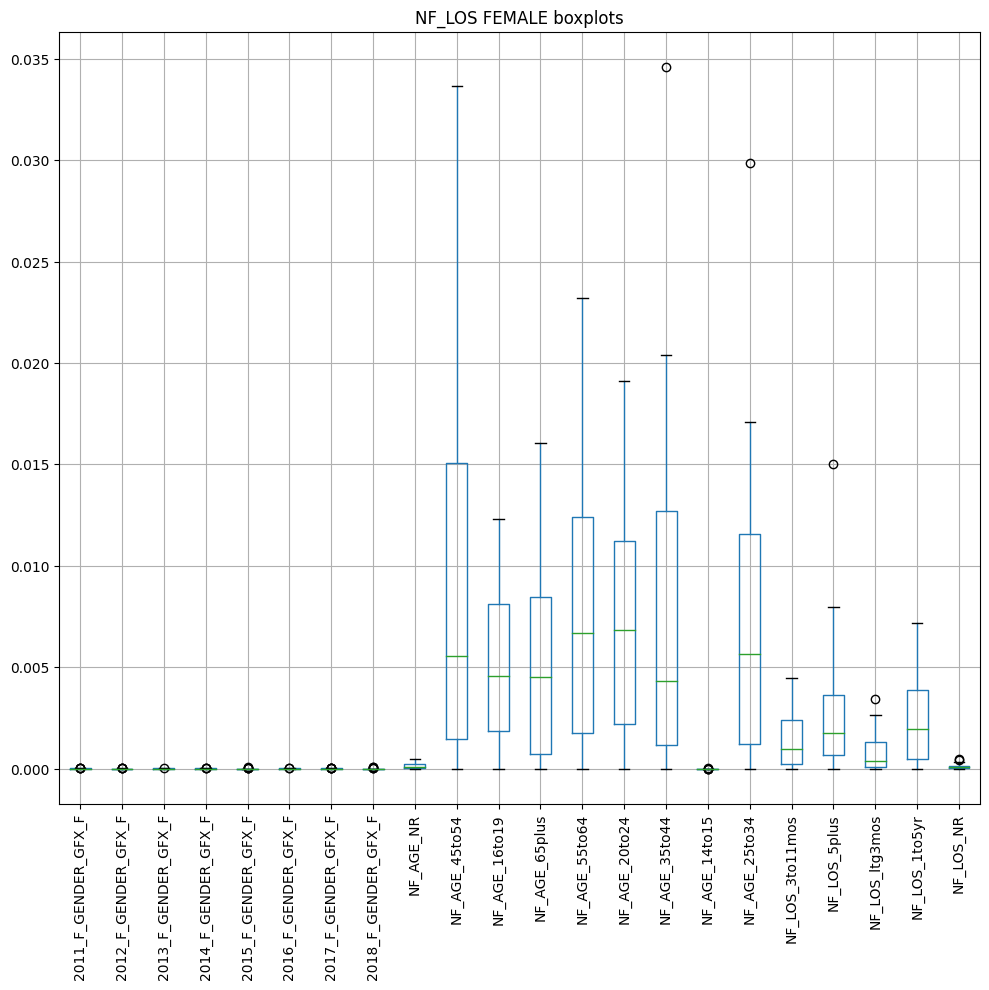 NF_LOS FEMALE boxplots
0.035
0.030
0.025
0.020
0.015
0.010
0.005
0.000
2011_F_GENDER_GFX_F
2012_F_GENDER_GFX_F
2013_F_GENDER_GFX_F
2014_F_GENDER_GFX_F
2015_F_GENDER_GFX_F
2016_F_GENDER_GFX_F
2017_F_GENDER_GFX_F
2018_F_GENDER_GFX_F
NF_AGE_NR
NF_AGE_45to54
NF_AGE_16to19
NF_AGE_65plus
NF_AGE_55to64
NF_AGE_20to24
NF_AGE_35to44
NF_AGE_14to15
NF_AGE_25to34
NF_LOS_3to11mos
NF_LOS_5plus
NF_LOS_ltg3mos
NF_LOS_1to5yr
NF_LOS_NR